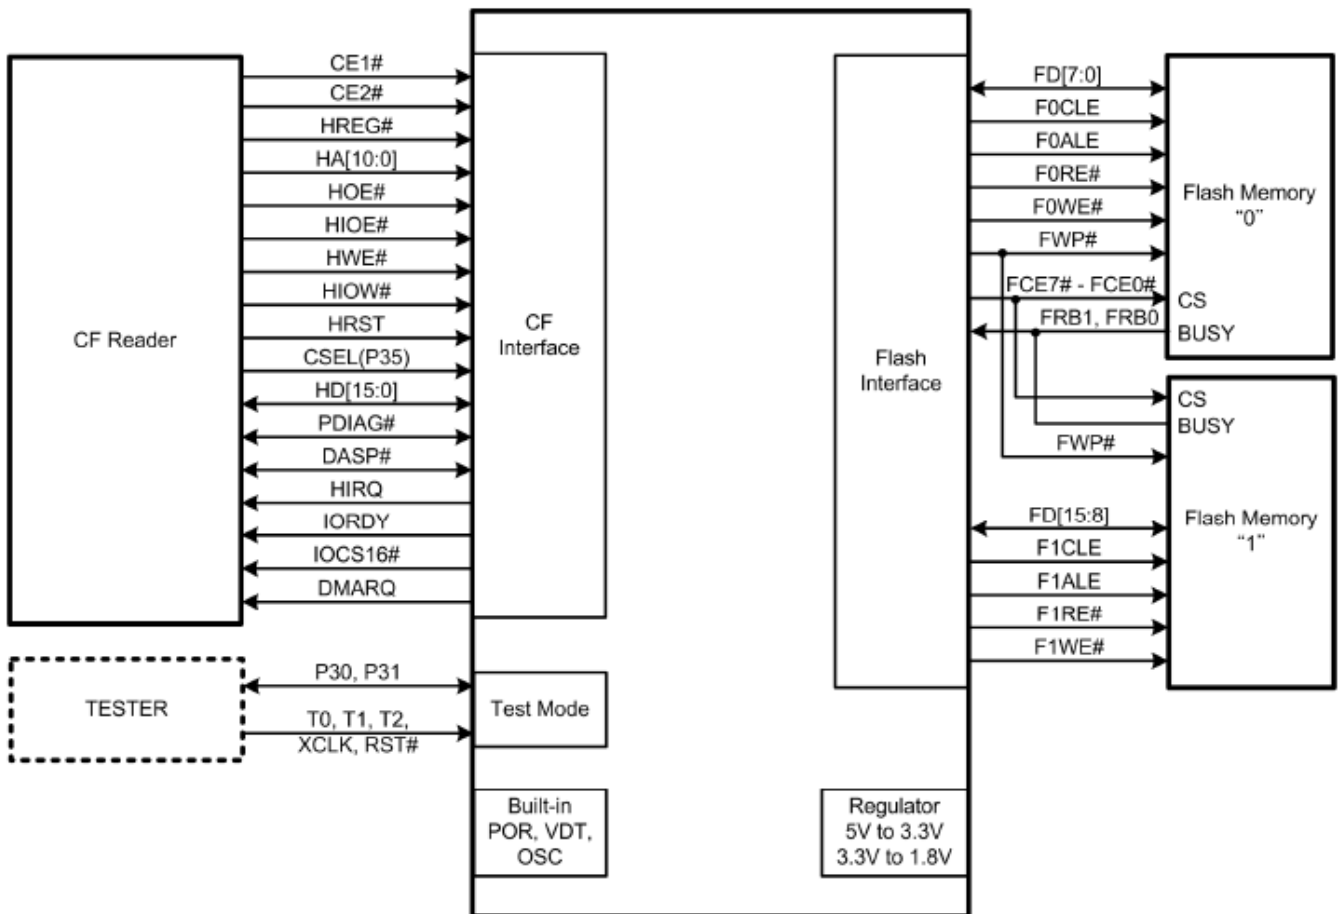 CF Reader
CE1#
CE2#
HREG#
HA[10:0]
HOE#
HIOE#
HWE#
HIOW#
HRST
CSEL(P35)
HD[15:0]
PDIAG#
DASP#
HIRQ
IORDY
IOCS16#
DMARQ
CF
Interface
TESTER
P30, P31
T0, T1, T2,
XCLK, RST#
Test Mode
Built-in
POR, VDT,
OSC
Flash
Interface
Regulator
5V to 3.3V
3.3V to 1.8V
FD[7:0]
F0CLE
F0ALE
F0RE#
F0WE#
FWP#
FCE7# - FCE0#
FRB1, FRB0
Flash Memory
“0”
CS
BUSY
CS
BUSY
FWP#
FD[15:8]
F1CLE
F1ALE
F1RE#
F1WE#
Flash Memory
“1”